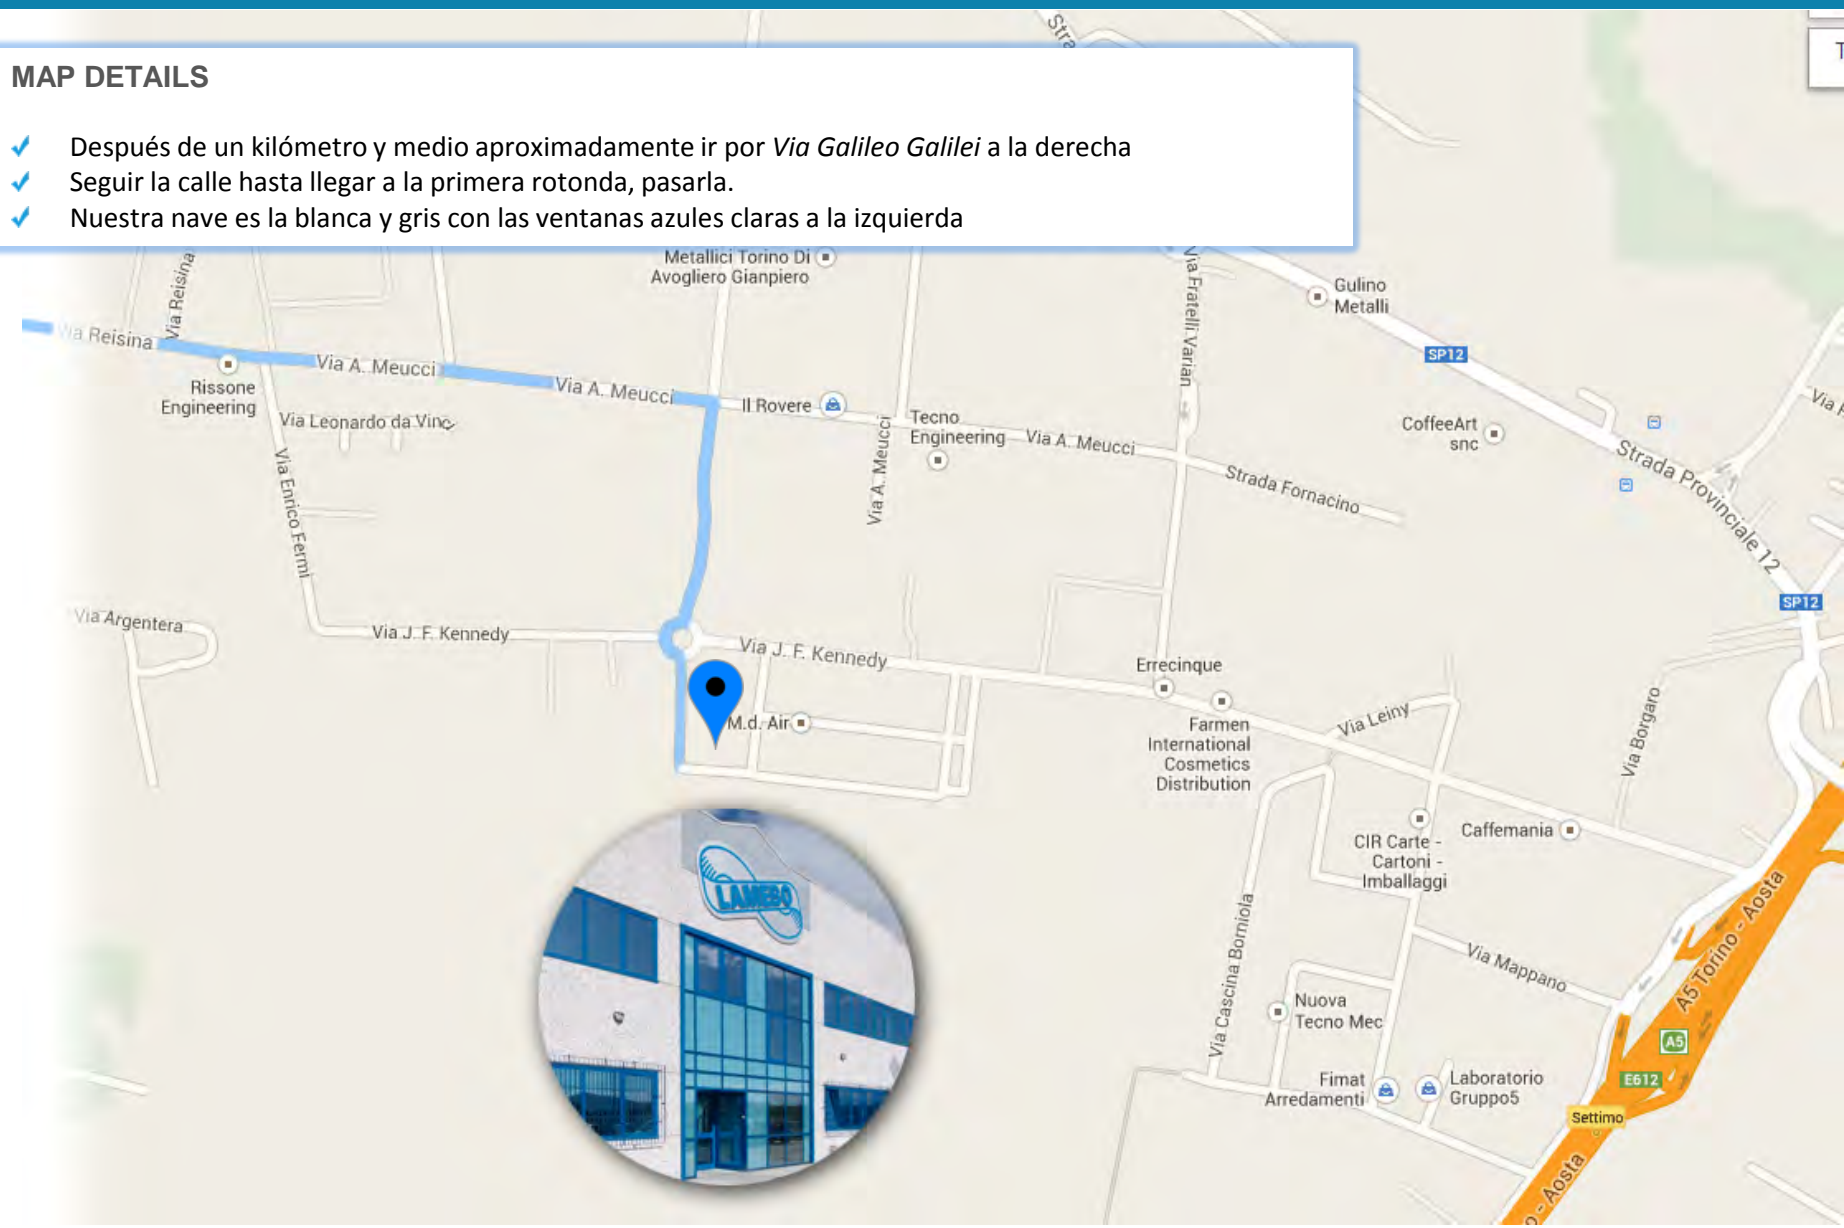 MAP DETAILS
Después de un kilómetro y medio aproximadamente ir por Via Galileo Galilei a la derecha
Seguir la calle hasta llegar a la primera rotonda, pasarla.
Nuestra nave es la blanca y gris con las ventanas azules claras a la izquierda
Metallici Torino Di
Avogliero Gianpiero
Via Reisina
Via Fratelli Varian
Gulino
Metalli
Via Reisina
SP12
Via A. Meucci
Rissone
Engineering
Via A. Meucci
Il Rovere
Via Leonardo da Vinc
Tecno
Engineering
Via A. Meucci
CoffeeArt
snc
Via A. Meucci
Strada Fornacino
Strada Provinciale 12
Via Enrico Fermi
SP12
Via Argentera
Via J. F. Kennedy
Via J. F. Kennedy
Errecinque
M.d. Air
Farmen
International
Cosmetics
Distribution
Via Leiny
Via Borgaro
CIR Carte -
Cartoni -
Imballaggi
Caffemania
LAMEBO
Via Cascina Borniola
Via Mappano
A5 Torino - Aosta
Nuova
Tecno Mec
A5
E612
Fimat
Arredamenti
Laboratorio
Gruppo5
Settimo
- Aosta